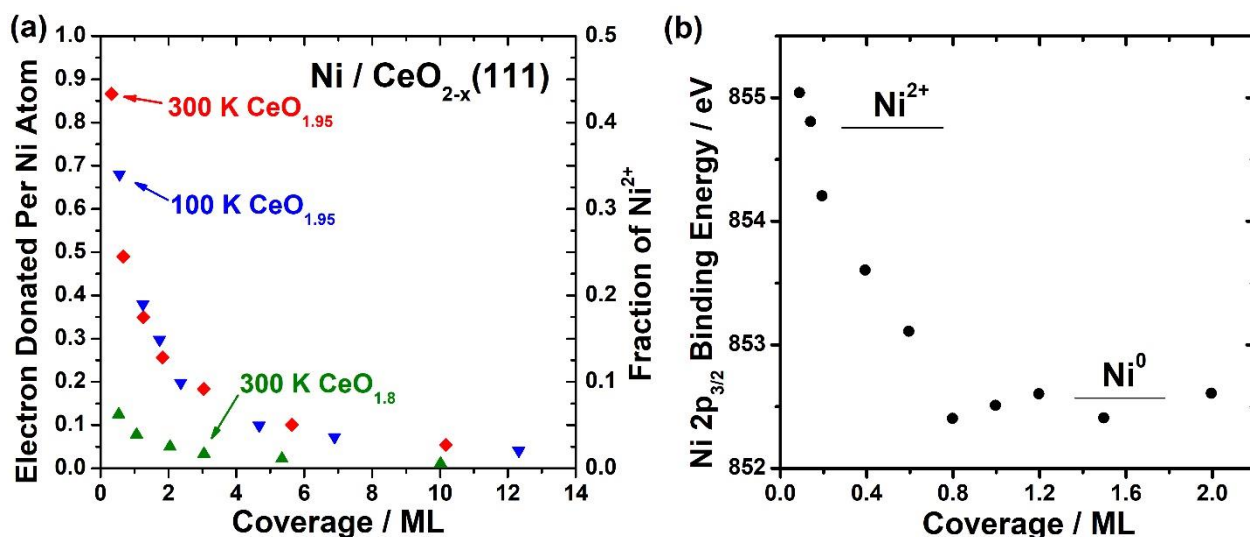 (a)
Electron Donated Per Ni Atom
1.0
0.9
0.8
0.7
0.6
0.5
0.4
0.3
0.2
0.1
0.0
Ni / CeO₂₋ₓ(111)
300 K CeO₁.₉₅
100 K CeO₁.₉₅
300 K CeO₁.₈
0.5
0.4
0.3
0.2
0.1
0.0
Fraction of Ni²⁺
0 2 4 6 8 10 12 14
Coverage / ML
(b)
Ni 2p₃/₂ Binding Energy / eV
855
854
853
852
Ni²⁺
Ni⁰
0.0 0.4 0.8 1.2 1.6 2.0
Coverage / ML